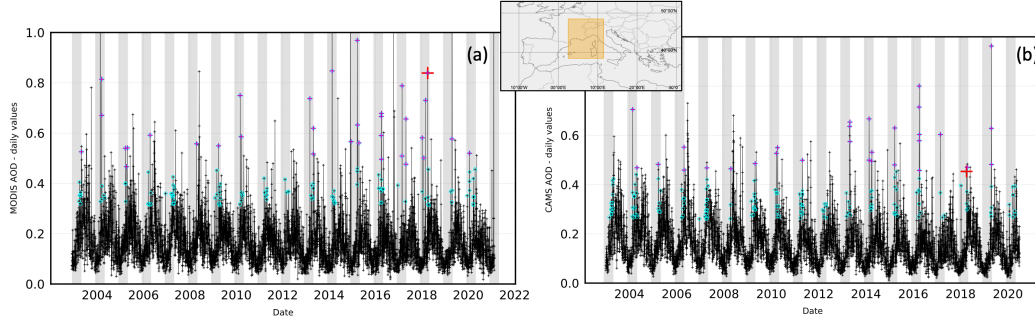 (a)
MODIS AOD - daily values
1.0
0.8
0.6
0.4
0.2
0.0
2004 2006 2008 2010 2012 2014 2016 2018 2020 2022
Date
50°00'N
40°00'N
10°00'W 00°00'E 10°00'E 20°00'E 30°00'E
(b)
CAMS AOD - daily values
0.6
0.4
0.2
0.0
2004 2006 2008 2010 2012 2014 2016 2018 2020
Date